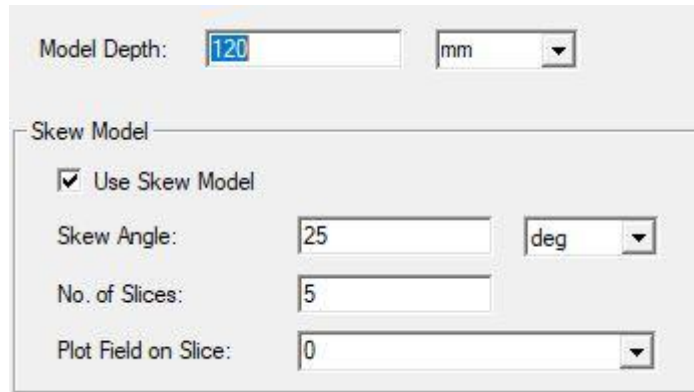 Model Depth: 120 mm
Skew Model
Use Skew Model
Skew Angle: 25 deg
No. of Slices: 5
Plot Field on Slice: 0